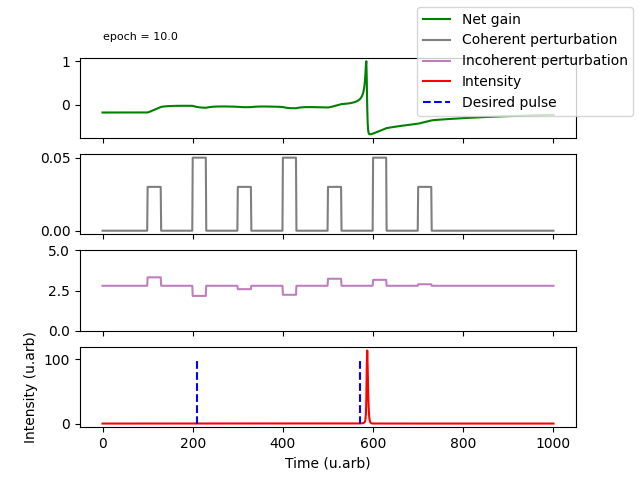 epoch = 10.0
Net gain
Coherent perturbation
Incoherent perturbation
Intensity
Desired pulse
1
0
0.05
0.00
5.0
2.5
0.0
100
0
Intensity (u.arb)
0 200 400 600 800 1000
Time (u.arb)